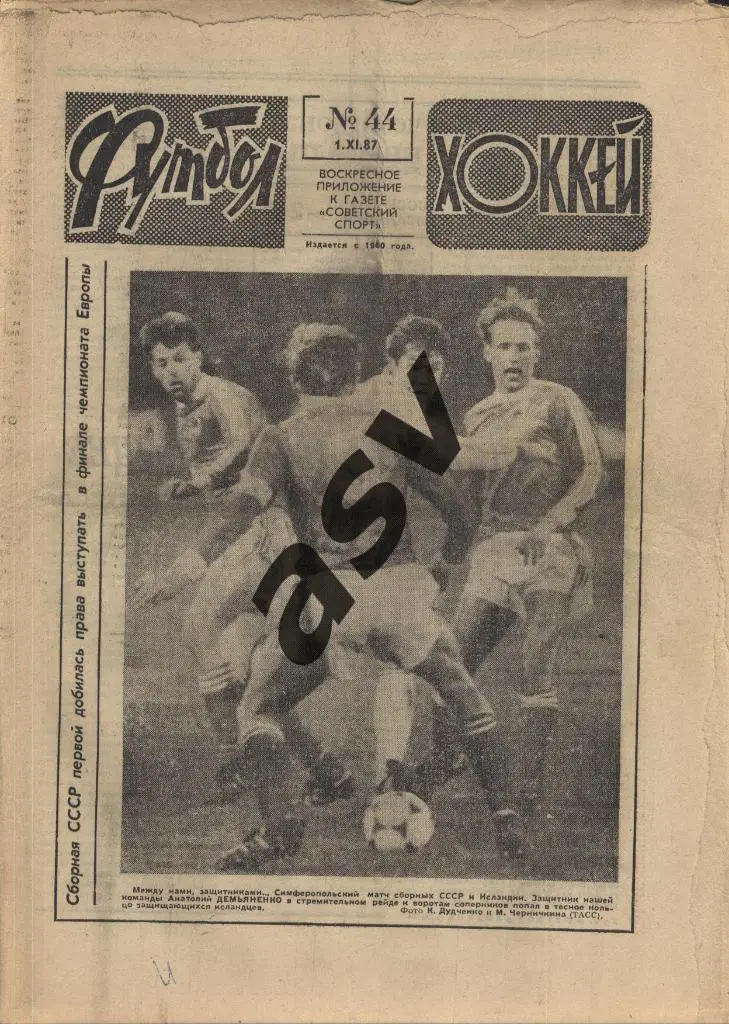 Футбол
№ 44
1.XI.87
ВОСКРЕСНОЕ
ПРИЛОЖЕНИЕ
К ГАЗЕТЕ
«СОВЕТСКИЙ
СПОРТ»
Издается с 1960 года.
ХОККЕЙ
Сборная СССР первой добилась права выступать в финале чемпионата Европы
asv
Между нами, защитниками... Симферопольский матч сборных СССР и Исландии. Защитник нашей
команды Анатолий ДЕМЬЯНЕНКО в стремительном рейде к воротам соперников попал в тесное коль-
цо защищающихся исландцев.
Фото К. Дудченко и М. Черничкина (ТАСС).